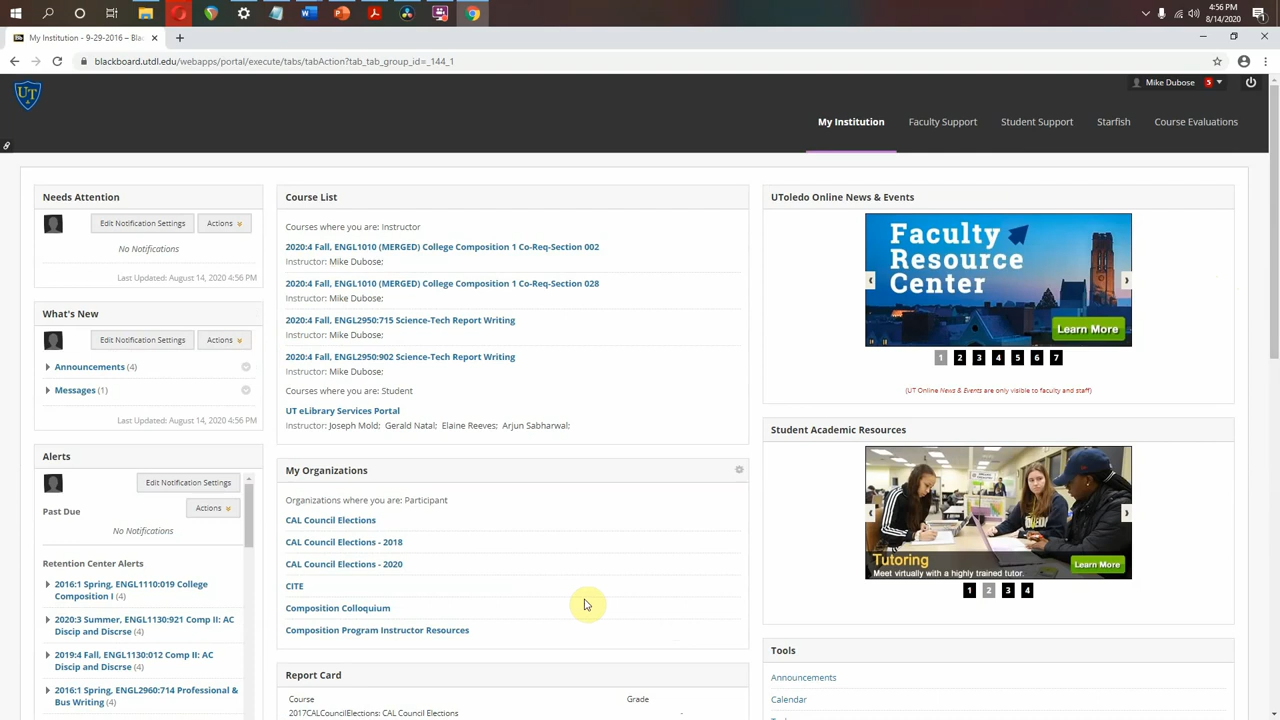 4:56 PM
8/14/2020
My Institution - 9-29-2016 – Bla
blackboard.utdl.edu/webapps/portal/execute/tabs/tabAction?tab_tab_group_id=_144_1
UT
Mike Dubose 5
My Institution Faculty Support Student Support Starfish Course Evaluations
Needs Attention
Edit Notification Settings Actions
No Notifications
Last Updated: August 14, 2020 4:56 PM
What's New
Edit Notification Settings Actions
Announcements (4)
Messages (1)
Last Updated: August 14, 2020 4:56 PM
Alerts
Edit Notification Settings
Actions
Past Due
No Notifications
Retention Center Alerts
2016:1 Spring, ENGL1110:019 College
Composition I (4)
2020:3 Summer, ENGL1130:921 Comp II: AC
Discip and Discrse (4)
2019:4 Fall, ENGL1130:012 Comp II: AC
Discip and Discrse (4)
2016:1 Spring, ENGL2960:714 Professional &
Bus Writing (4)
Course List
Courses where you are: Instructor
2020:4 Fall, ENGL1010 (MERGED) College Composition 1 Co-Req-Section 002
Instructor: Mike Dubose;
2020:4 Fall, ENGL1010 (MERGED) College Composition 1 Co-Req-Section 028
Instructor: Mike Dubose;
2020:4 Fall, ENGL2950:715 Science-Tech Report Writing
Instructor: Mike Dubose;
2020:4 Fall, ENGL2950:902 Science-Tech Report Writing
Instructor: Mike Dubose;
Courses where you are: Student
UT eLibrary Services Portal
Instructor: Joseph Mold; Gerald Natal; Elaine Reeves; Arjun Sabharwal;
My Organizations
Organizations where you are: Participant
CAL Council Elections
CAL Council Elections - 2018
CAL Council Elections - 2020
CITE
Composition Colloquium
Composition Program Instructor Resources
Report Card
Course Grade
2017CALCouncilElections: CAL Council Elections -
UToledo Online News & Events
Faculty
Resource
Center
Learn More
1 2 3 4 5 6 7
(UT Online News & Events are only visible to faculty and staff)
Student Academic Resources
Tutoring
Meet virtually with a highly trained tutor.
Learn More
1 2 3 4
Tools
Announcements
Calendar